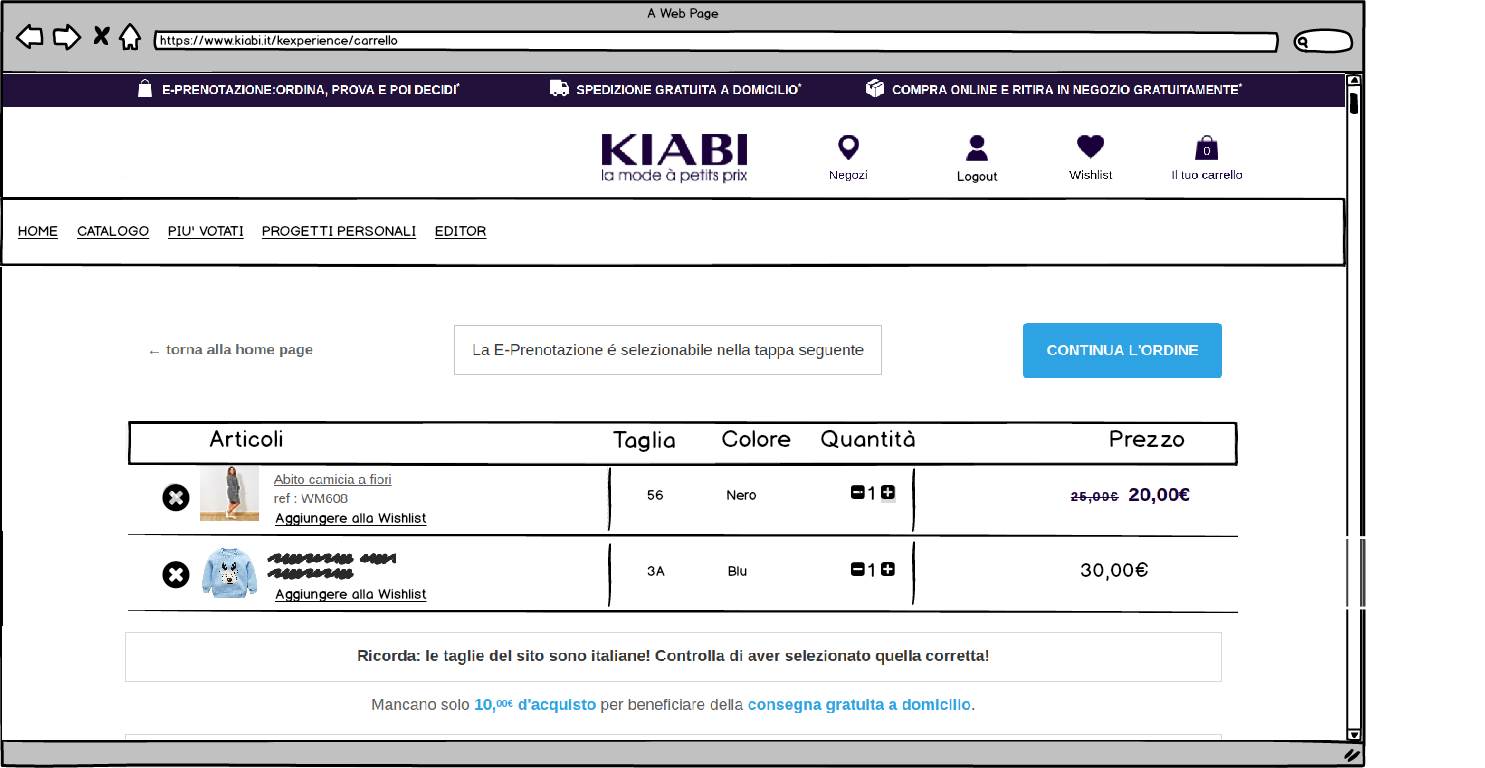 A Web Page
https://www.kiabi.it/kexperience/carrello
E-PRENOTAZIONE:ORDINA, PROVA E POI DECIDI* SPEDIZIONE GRATUITA A DOMICILIO* COMPRA ONLINE E RITIRA IN NEGOZIO GRATUITAMENTE*
KIABI
la mode à petits prix
Negozi Logout Wishlist 0 Il tuo carrello
HOME CATALOGO PIU' VOTATI PROGETTI PERSONALI EDITOR
← torna alla home page La E-Prenotazione é selezionabile nella tappa seguente CONTINUA L'ORDINE
Articoli Taglia Colore Quantità Prezzo
Abito camicia a fiori
ref : WM608
Aggiungere alla Wishlist
56 Nero 1 25,00€ 20,00€
Aggiungere alla Wishlist
3A Blu 1 30,00€
Ricorda: le taglie del sito sono italiane! Controlla di aver selezionato quella corretta!
Mancano solo 10,00€ d'acquisto per beneficiare della consegna gratuita a domicilio.